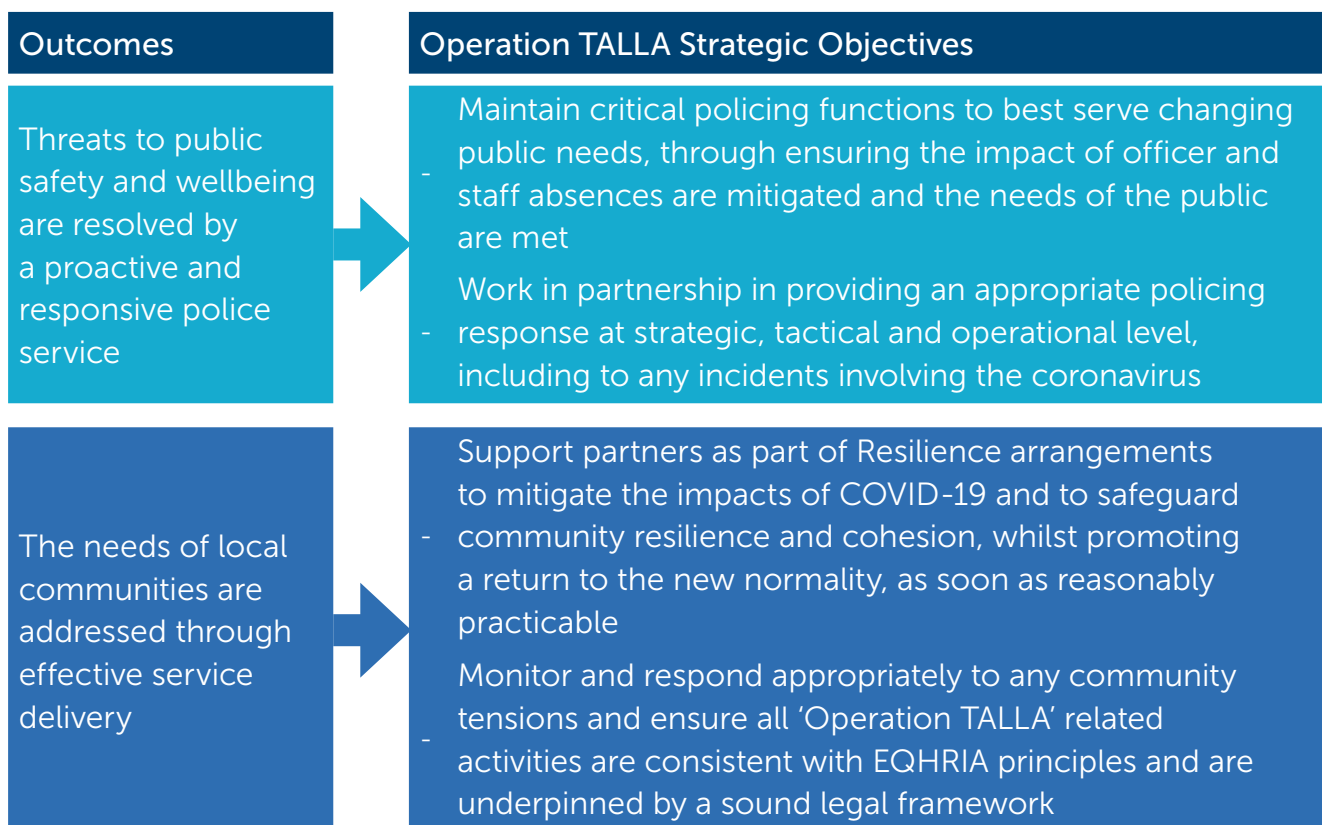 Outcomes
Operation TALLA Strategic Objectives
Threats to public
safety and wellbeing
are resolved by
a proactive and
responsive police
service
- Maintain critical policing functions to best serve changing
public needs, through ensuring the impact of officer and
staff absences are mitigated and the needs of the public
are met
- Work in partnership in providing an appropriate policing
response at strategic, tactical and operational level,
including to any incidents involving the coronavirus
The needs of local
communities are
addressed through
effective service
delivery
- Support partners as part of Resilience arrangements
to mitigate the impacts of COVID-19 and to safeguard
community resilience and cohesion, whilst promoting
a return to the new normality, as soon as reasonably
practicable
- Monitor and respond appropriately to any community
tensions and ensure all ‘Operation TALLA’ related
activities are consistent with EQHRIA principles and are
underpinned by a sound legal framework